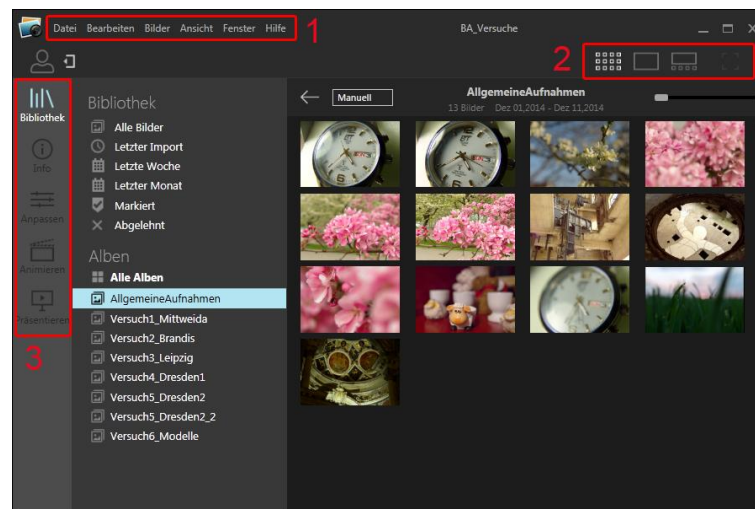 Datei Bearbeiten Bilder Ansicht Fenster Hilfe 1 BA_Versuche
2
Bibliothek
Info
Anpassen
Animieren
Präsentieren
3
Bibliothek
Alle Bilder
Letzter Import
Letzte Woche
Letzter Monat
Markiert
Abgelehnt
Alben
Alle Alben
AllgemeineAufnahmen
Versuch1_Mittweida
Versuch2_Brandis
Versuch3_Leipzig
Versuch4_Dresden1
Versuch5_Dresden2
Versuch5_Dresden2_2
Versuch6_Modelle
Manuell
AllgemeineAufnahmen
13 Bilder Dez 01,2014 - Dez 11,2014